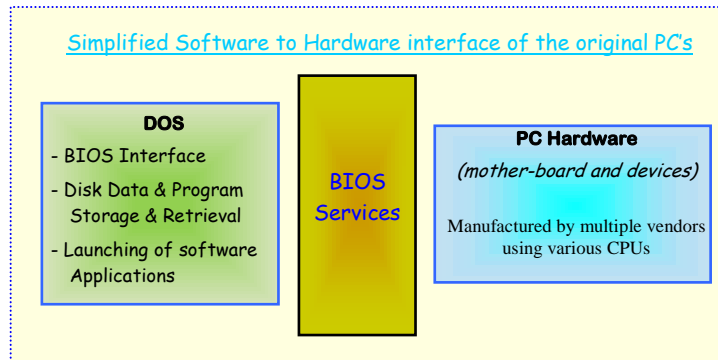 Simplified Software to Hardware interface of the original PC's
DOS
- BIOS Interface
- Disk Data & Program
Storage & Retrieval
- Launching of software
Applications
BIOS
Services
PC Hardware
(mother-board and devices)
Manufactured by multiple vendors
using various CPUs